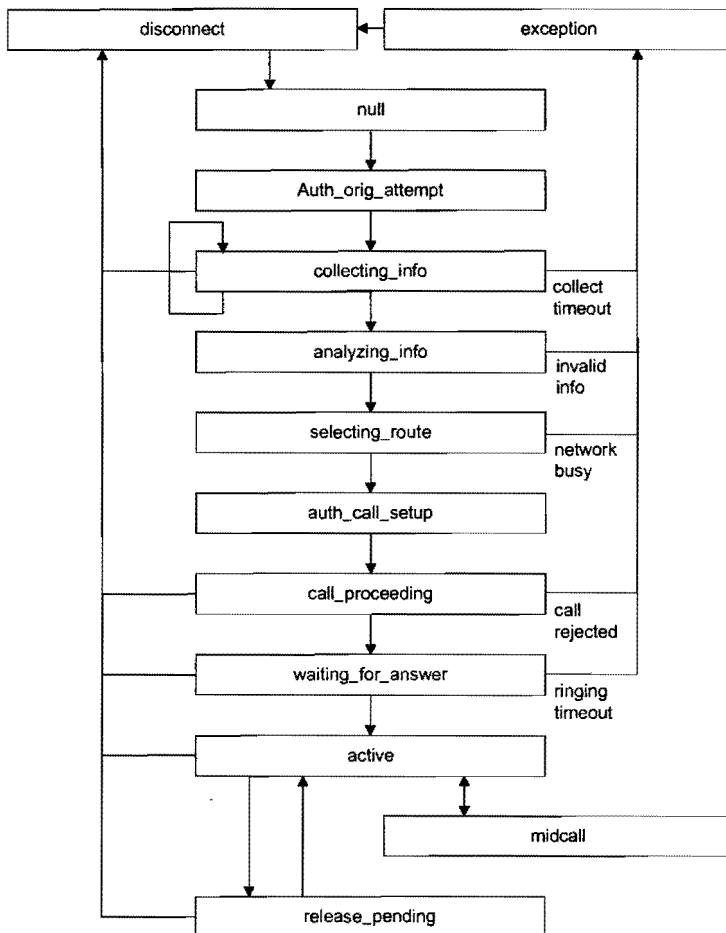 disconnect
exception
null
Auth_orig_attempt
collecting_info
collect
timeout
analyzing_info
invalid
info
selecting_route
network
busy
auth_call_setup
call_proceeding
call
rejected
waiting_for_answer
ringing
timeout
active
midcall
release_pending